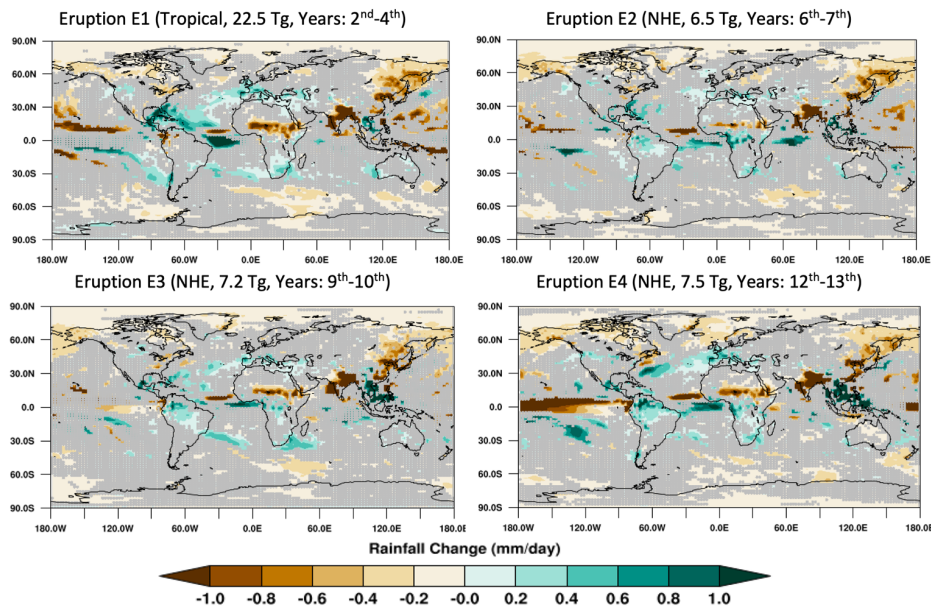 Eruption E1 (Tropical, 22.5 Tg, Years: 2nd-4th)
90.0N
60.0N
30.0N
0.0
30.0S
60.0S
90.0S
180.0W 120.0W 60.0W 0.0E 60.0E 120.0E 180.0E
Eruption E2 (NHE, 6.5 Tg, Years: 6th-7th)
90.0N
60.0N
30.0N
0.0
30.0S
60.0S
90.0S
180.0W 120.0W 60.0W 0.0E 60.0E 120.0E 180.0E
Eruption E3 (NHE, 7.2 Tg, Years: 9th-10th)
90.0N
60.0N
30.0N
0.0
30.0S
60.0S
90.0S
180.0W 120.0W 60.0W 0.0E 60.0E 120.0E 180.0E
Eruption E4 (NHE, 7.5 Tg, Years: 12th-13th)
90.0N
60.0N
30.0N
0.0
30.0S
60.0S
90.0S
180.0W 120.0W 60.0W 0.0E 60.0E 120.0E 180.0E
Rainfall Change (mm/day)
-1.0 -0.8 -0.6 -0.4 -0.2 -0.0 0.2 0.4 0.6 0.8 1.0